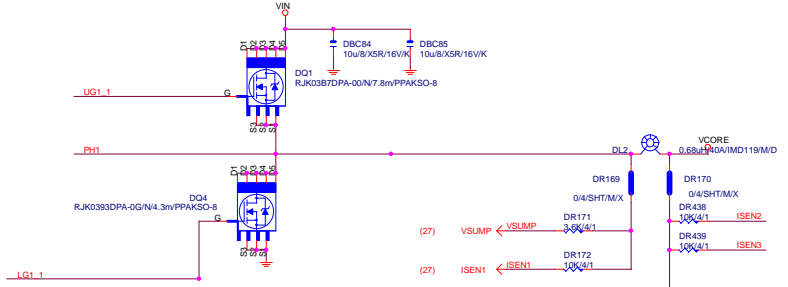 VIN
D1 D2 D3 D4 D5
DBC84
10u/8/X5R/16V/K
DBC85
10u/8/X5R/16V/K
DQ1
RJK03B7DPA-00/N/7.8m/PPAKSO-8
UG1_1
G
S3 S2 S1
PH1
DL2
VCORE
0.68uH/40A/IMD119/M/D
D1 D2 D3 D4 D5
DR169
0/4/SHT/M/X
DR170
0/4/SHT/M/X
DQ4
RJK0393DPA-0G/N/4.3m/PPAKSO-8
G
DR438
10K/4/1
ISEN2
DR171
3.6K/4/1
(27)
VSUMP
VSUMP
DR439
10K/4/1
ISEN3
S3 S2 S1
DR172
10K/4/1
(27)
ISEN1
ISEN1
LG1_1